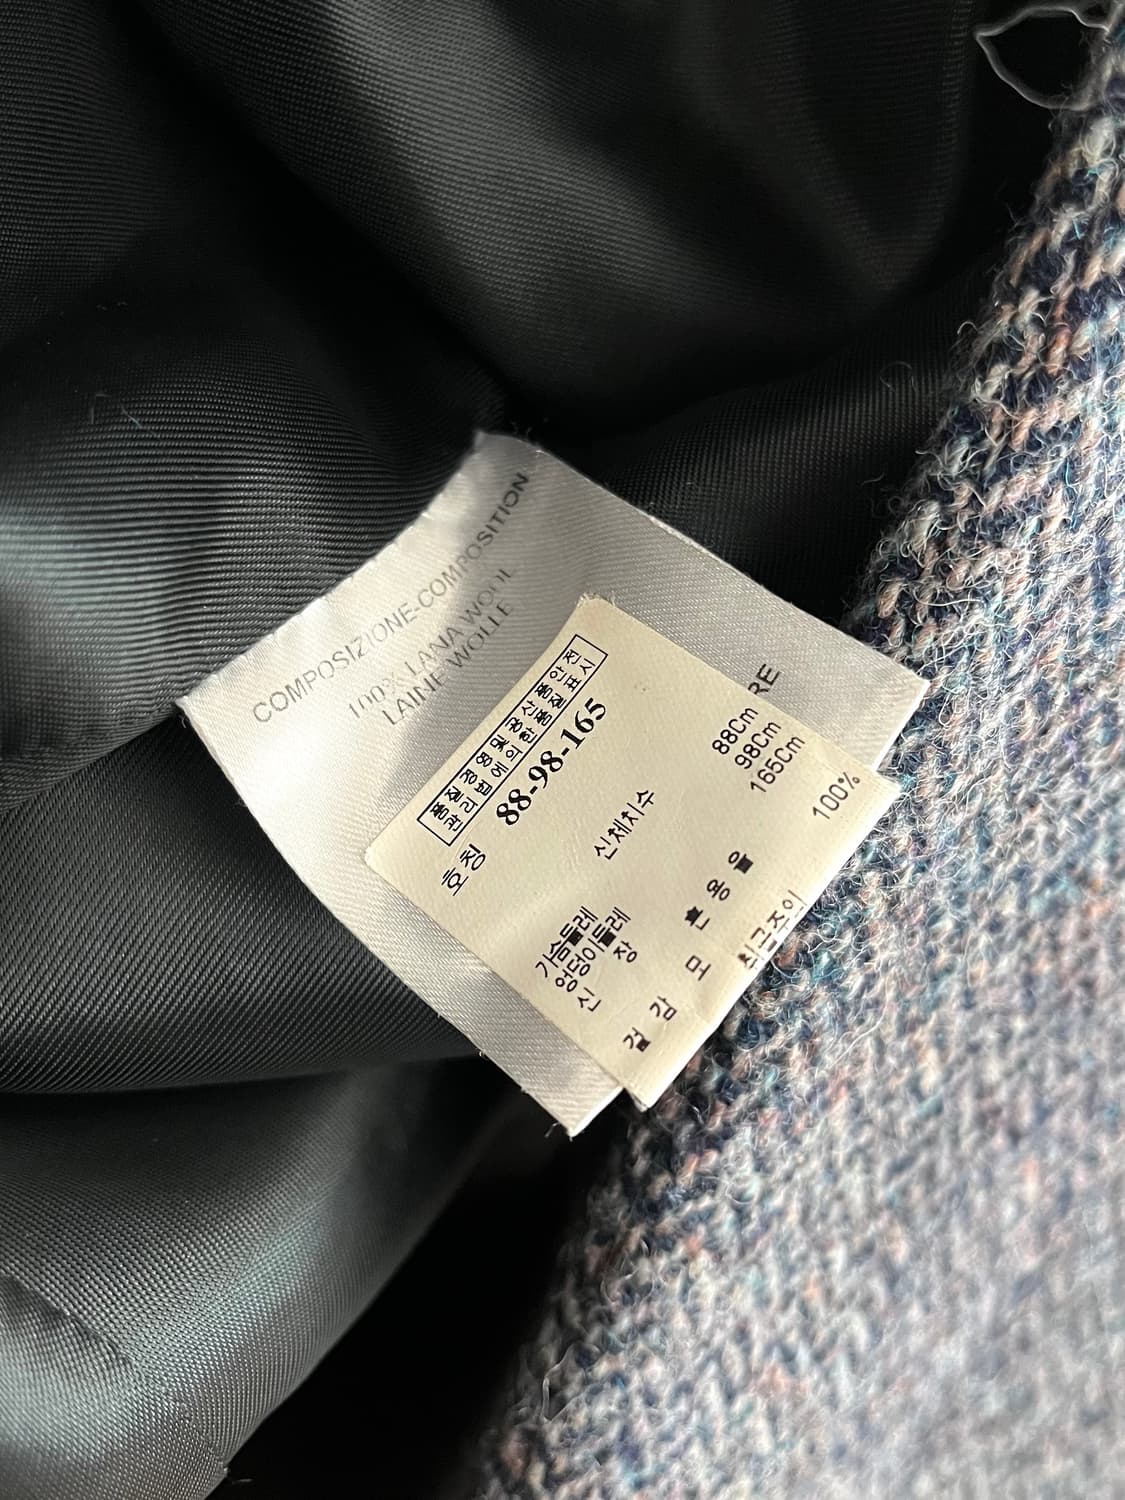 COMPOSIZIONE-COMPOSITION
100% LANA WOOL
LAINE WOLLE
RE
품질경영및공산품안전
관리법에의한품질표시
호칭 88-98-165
신체치수
가슴둘레 88Cm
엉덩이둘레 98Cm
신 장 165Cm
겉 감 모 혼용율 100%